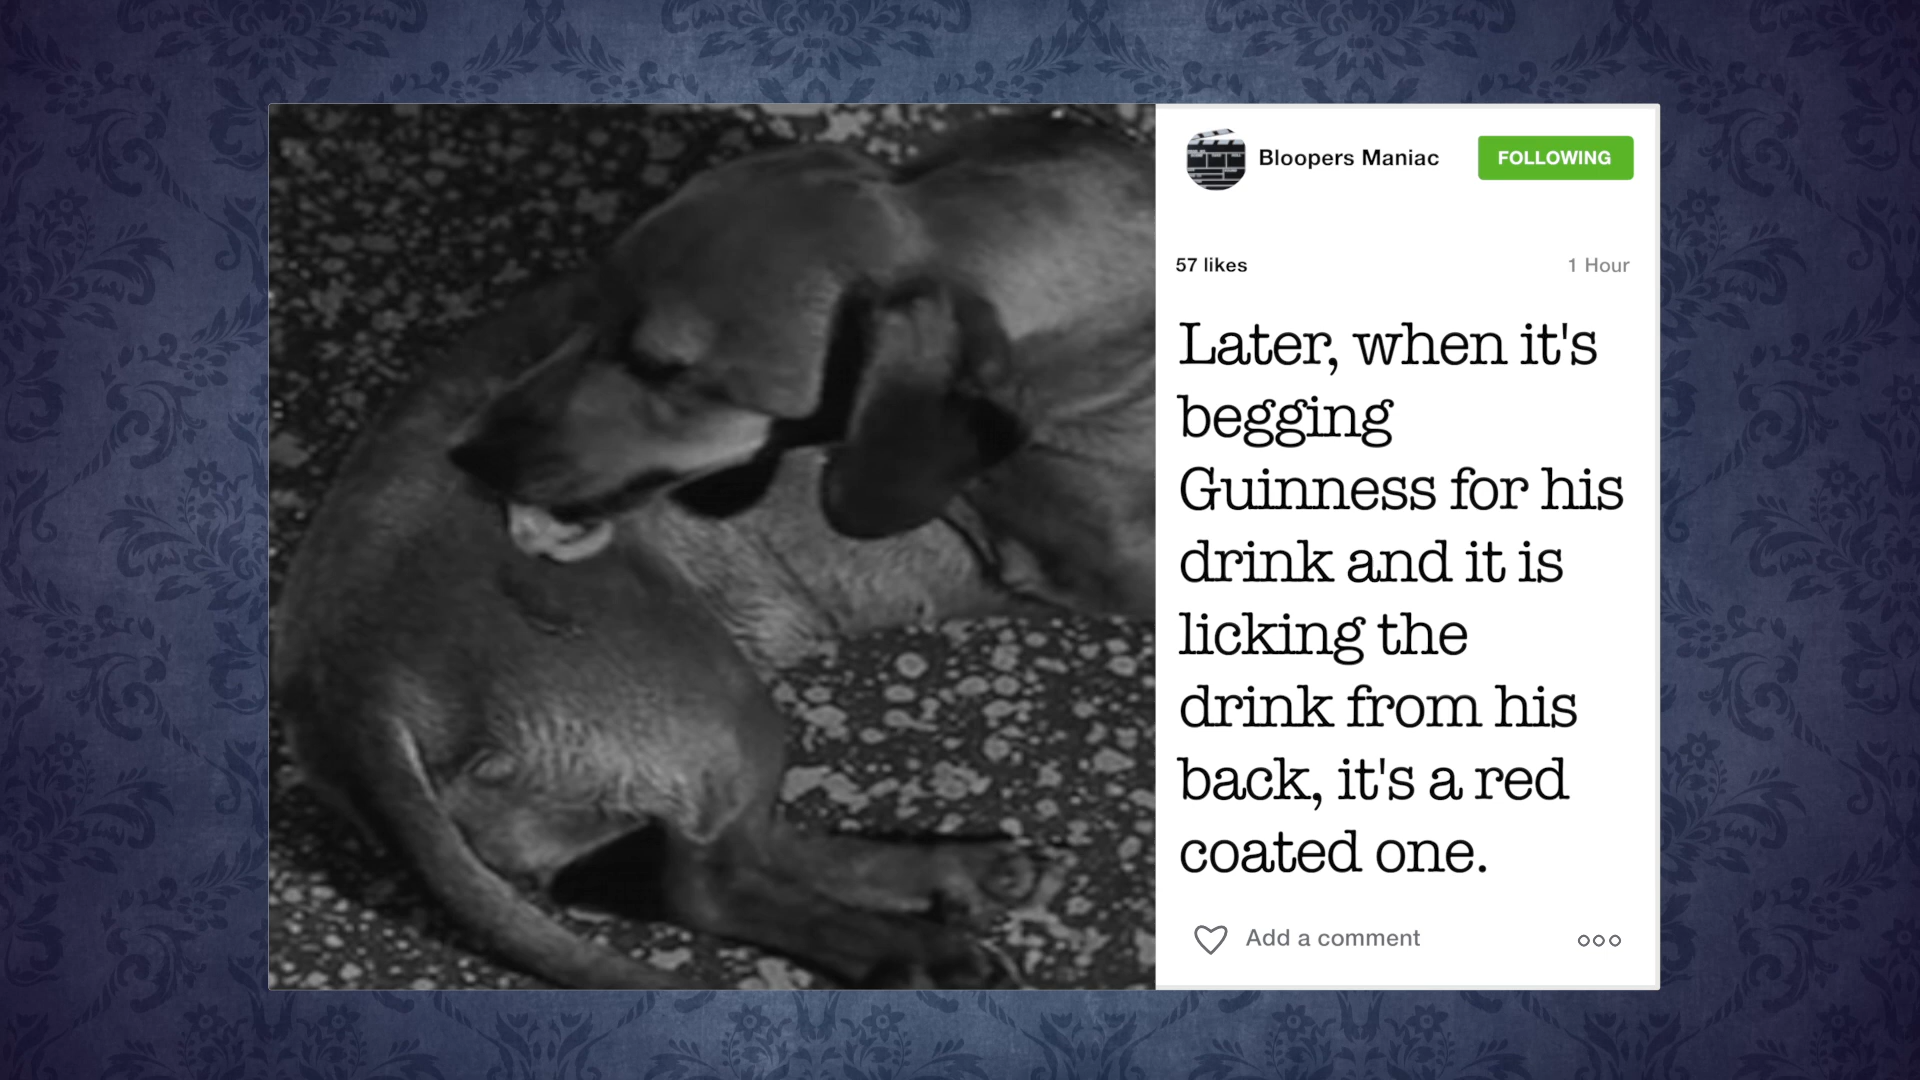 Bloopers Maniac
FOLLOWING
57 likes
1 Hour
Later, when it's
begging
Guinness for his
drink and it is
licking the
drink from his
back, it's a red
coated one.
Add a comment